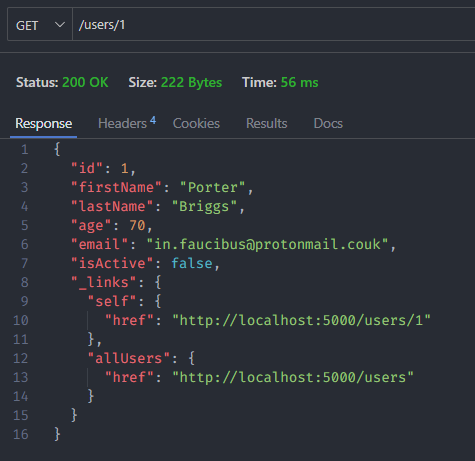 GET /users/1
Status: 200 OK Size: 222 Bytes Time: 56 ms
Response Headers 4 Cookies Results Docs
1 {
2 "id": 1,
3 "firstName": "Porter",
4 "lastName": "Briggs",
5 "age": 70,
6 "email": "in.faucibus@protonmail.couk",
7 "isActive": false,
8 "_links": {
9 "self": {
10 "href": "http://localhost:5000/users/1"
11 },
12 "allUsers": {
13 "href": "http://localhost:5000/users"
14 }
15 }
16 }